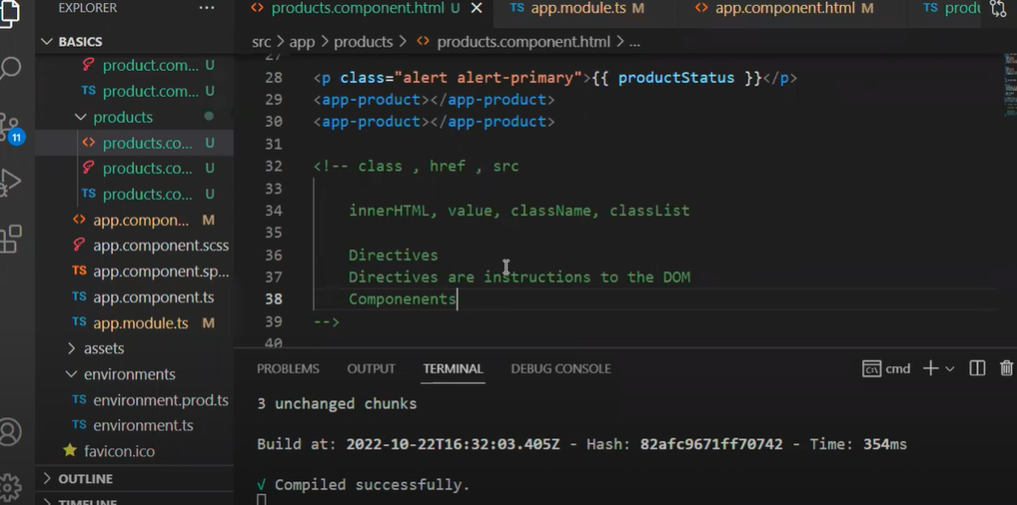 EXPLORER
...
products.component.html U
TS app.module.ts M
app.component.html M
TS produ
BASICS
src > app > products > products.component.html > ...
product.com... U
TS product.com... U
products
products.co... U
products.co... U
TS products.co... U
app.compon... M
app.component.scss
TS app.component.sp...
TS app.component.ts
TS app.module.ts M
assets
environments
TS environment.prod.ts
TS environment.ts
favicon.ico
OUTLINE
TIMELINE
11
27
28 <p class="alert alert-primary">{{ productStatus }}</p>
29 <app-product></app-product>
30 <app-product></app-product>
31
32 <!-- class , href , src
33
34 innerHTML, value, className, classList
35
36 Directives
37 Directives are instructions to the DOM
38 Componenents
39 -->
40
PROBLEMS OUTPUT TERMINAL DEBUG CONSOLE
cmd
3 unchanged chunks
Build at: 2022-10-22T16:32:03.405Z - Hash: 82afc9671ff70742 - Time: 354ms
√ Compiled successfully.